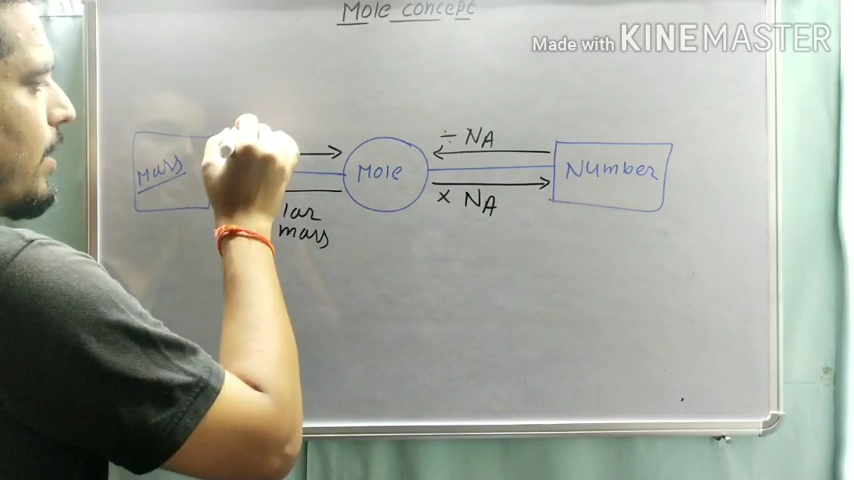 Mole concept
Made with KINEMASTER
÷ NA
Mass
Mole
Number
× NA
lar
mass